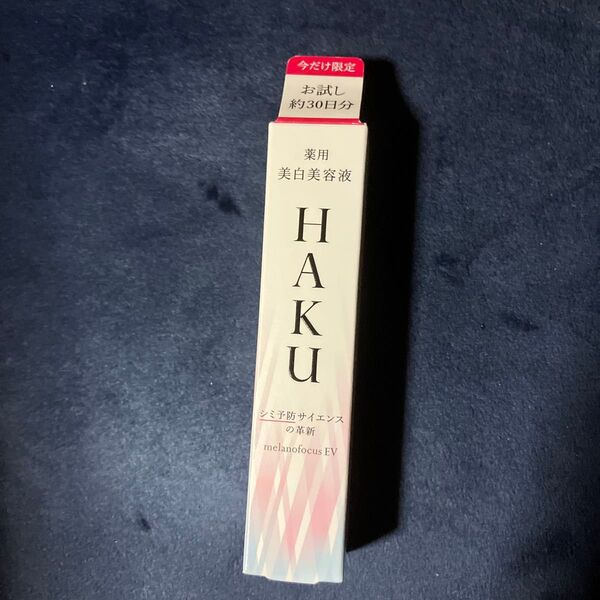 今だけ限定
お試し
約30日分
薬用
美白美容液
HAKU
シミ予防サイエンス
の革新
melanofocus EV